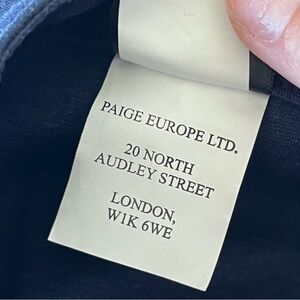 PAIGE EUROPE LTD.
20 NORTH
AUDLEY STREET
LONDON,
W1K 6WE